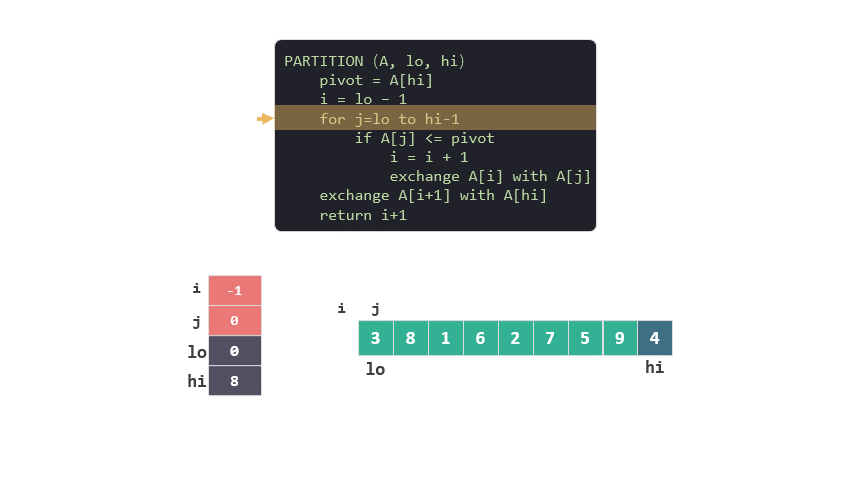 PARTITION (A, lo, hi)
pivot = A[hi]
i = lo - 1
for j=lo to hi-1
if A[j] <= pivot
i = i + 1
exchange A[i] with A[j]
exchange A[i+1] with A[hi]
return i+1
i -1
j 0
lo 0
hi 8
i j
3 8 1 6 2 7 5 9 4
lo hi